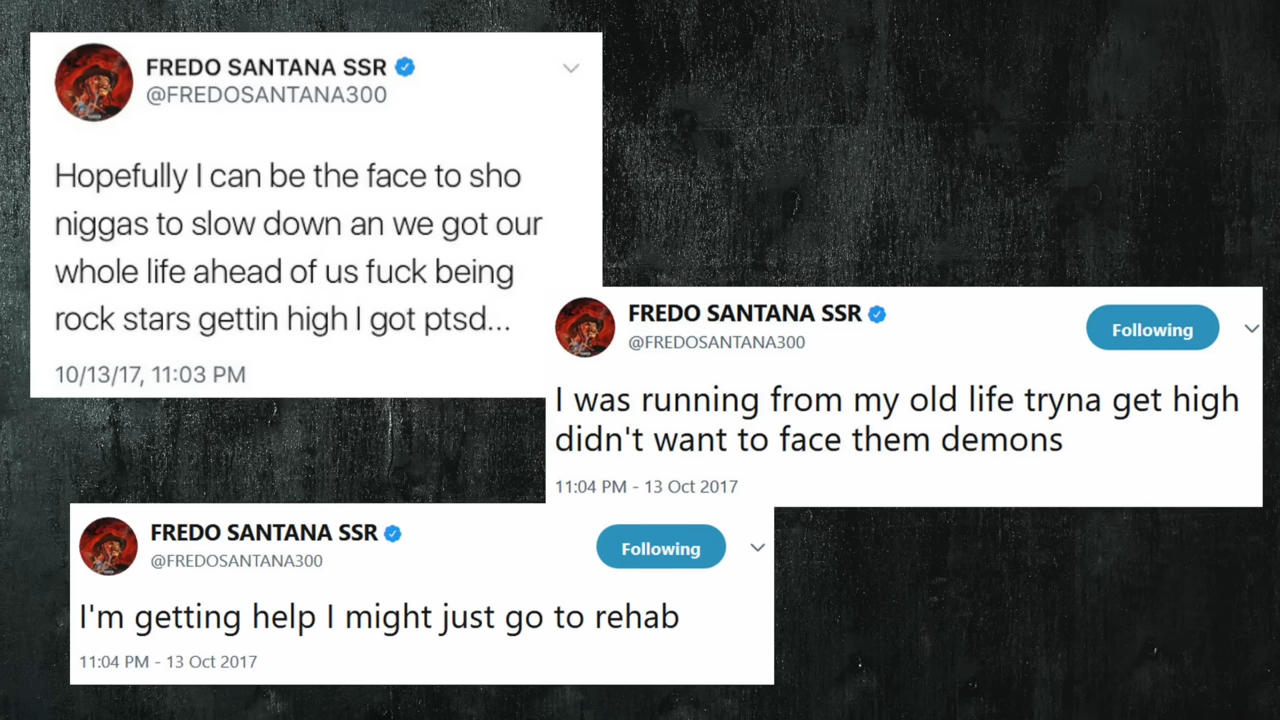 FREDO SANTANA SSR
@FREDOSANTANA300
Hopefully I can be the face to sho
niggas to slow down an we got our
whole life ahead of us fuck being
rock stars gettin high I got ptsd...
10/13/17, 11:03 PM
FREDO SANTANA SSR
@FREDOSANTANA300
Following
I was running from my old life tryna get high
didn't want to face them demons
11:04 PM - 13 Oct 2017
FREDO SANTANA SSR
@FREDOSANTANA300
Following
I'm getting help I might just go to rehab
11:04 PM - 13 Oct 2017